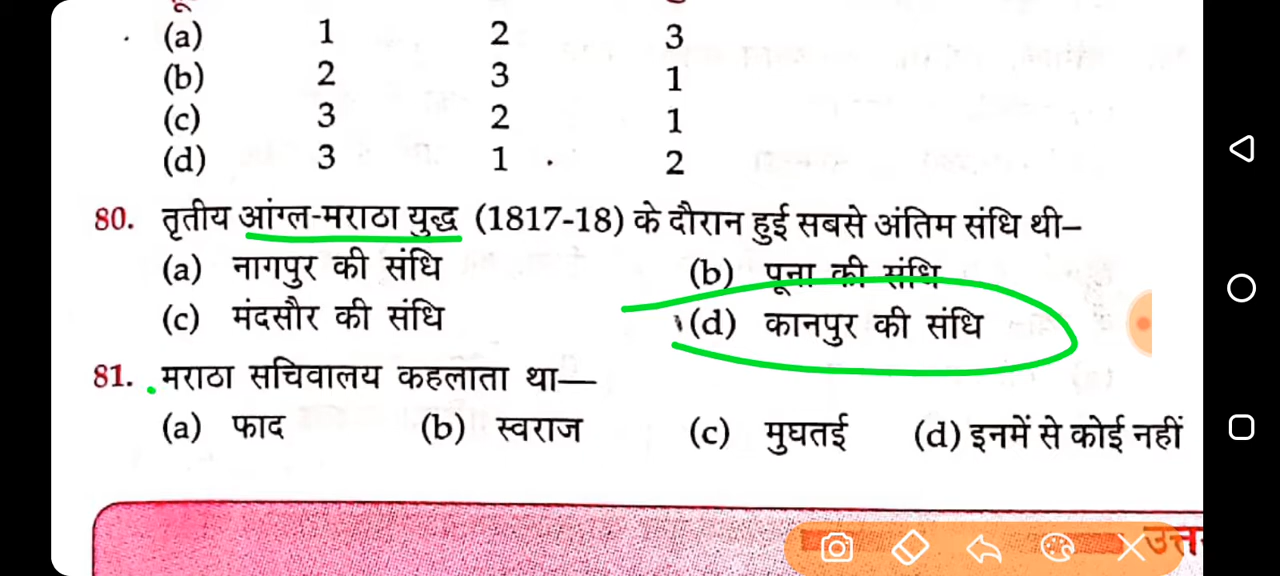 (a) 1 2 3
(b) 2 3 1
(c) 3 2 1
(d) 3 1 2
80. तृतीय आंग्ल-मराठा युद्ध (1817-18) के दौरान हुई सबसे अंतिम संधि थी–
(a) नागपुर की संधि (b) पूना की संधि
(c) मंदसौर की संधि (d) कानपुर की संधि
81. मराठा सचिवालय कहलाता था—
(a) फाद (b) स्वराज (c) मुघतई (d) इनमें से कोई नहीं